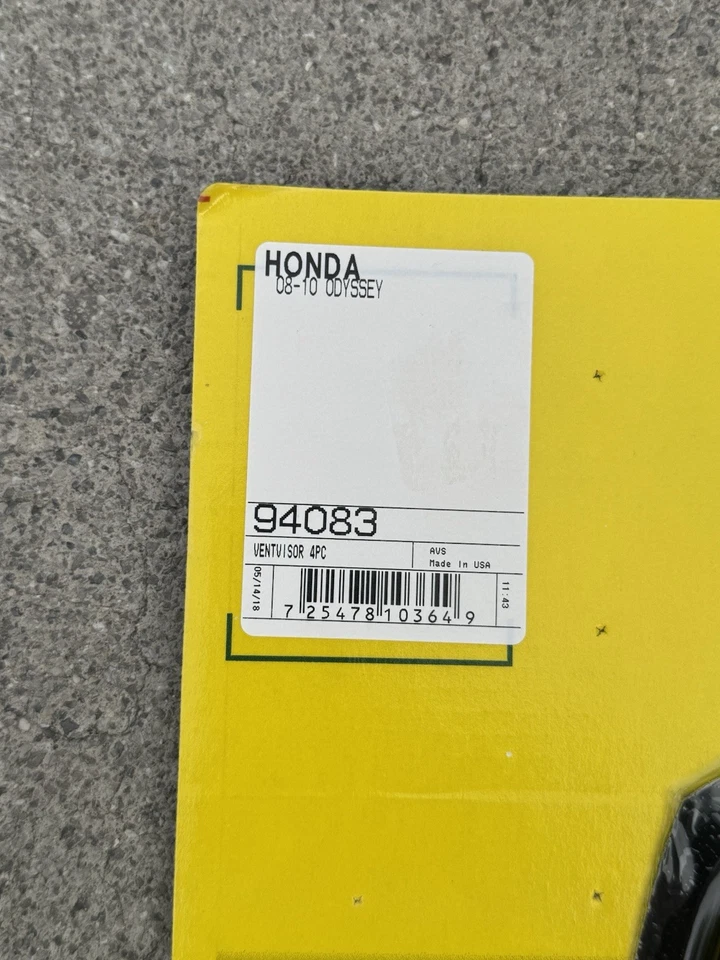 HONDA
08-10 ODYSSEY
94083
VENTVISOR 4PC
AVS
Made In USA
05/14/18
7 25478 10364 9
11:43